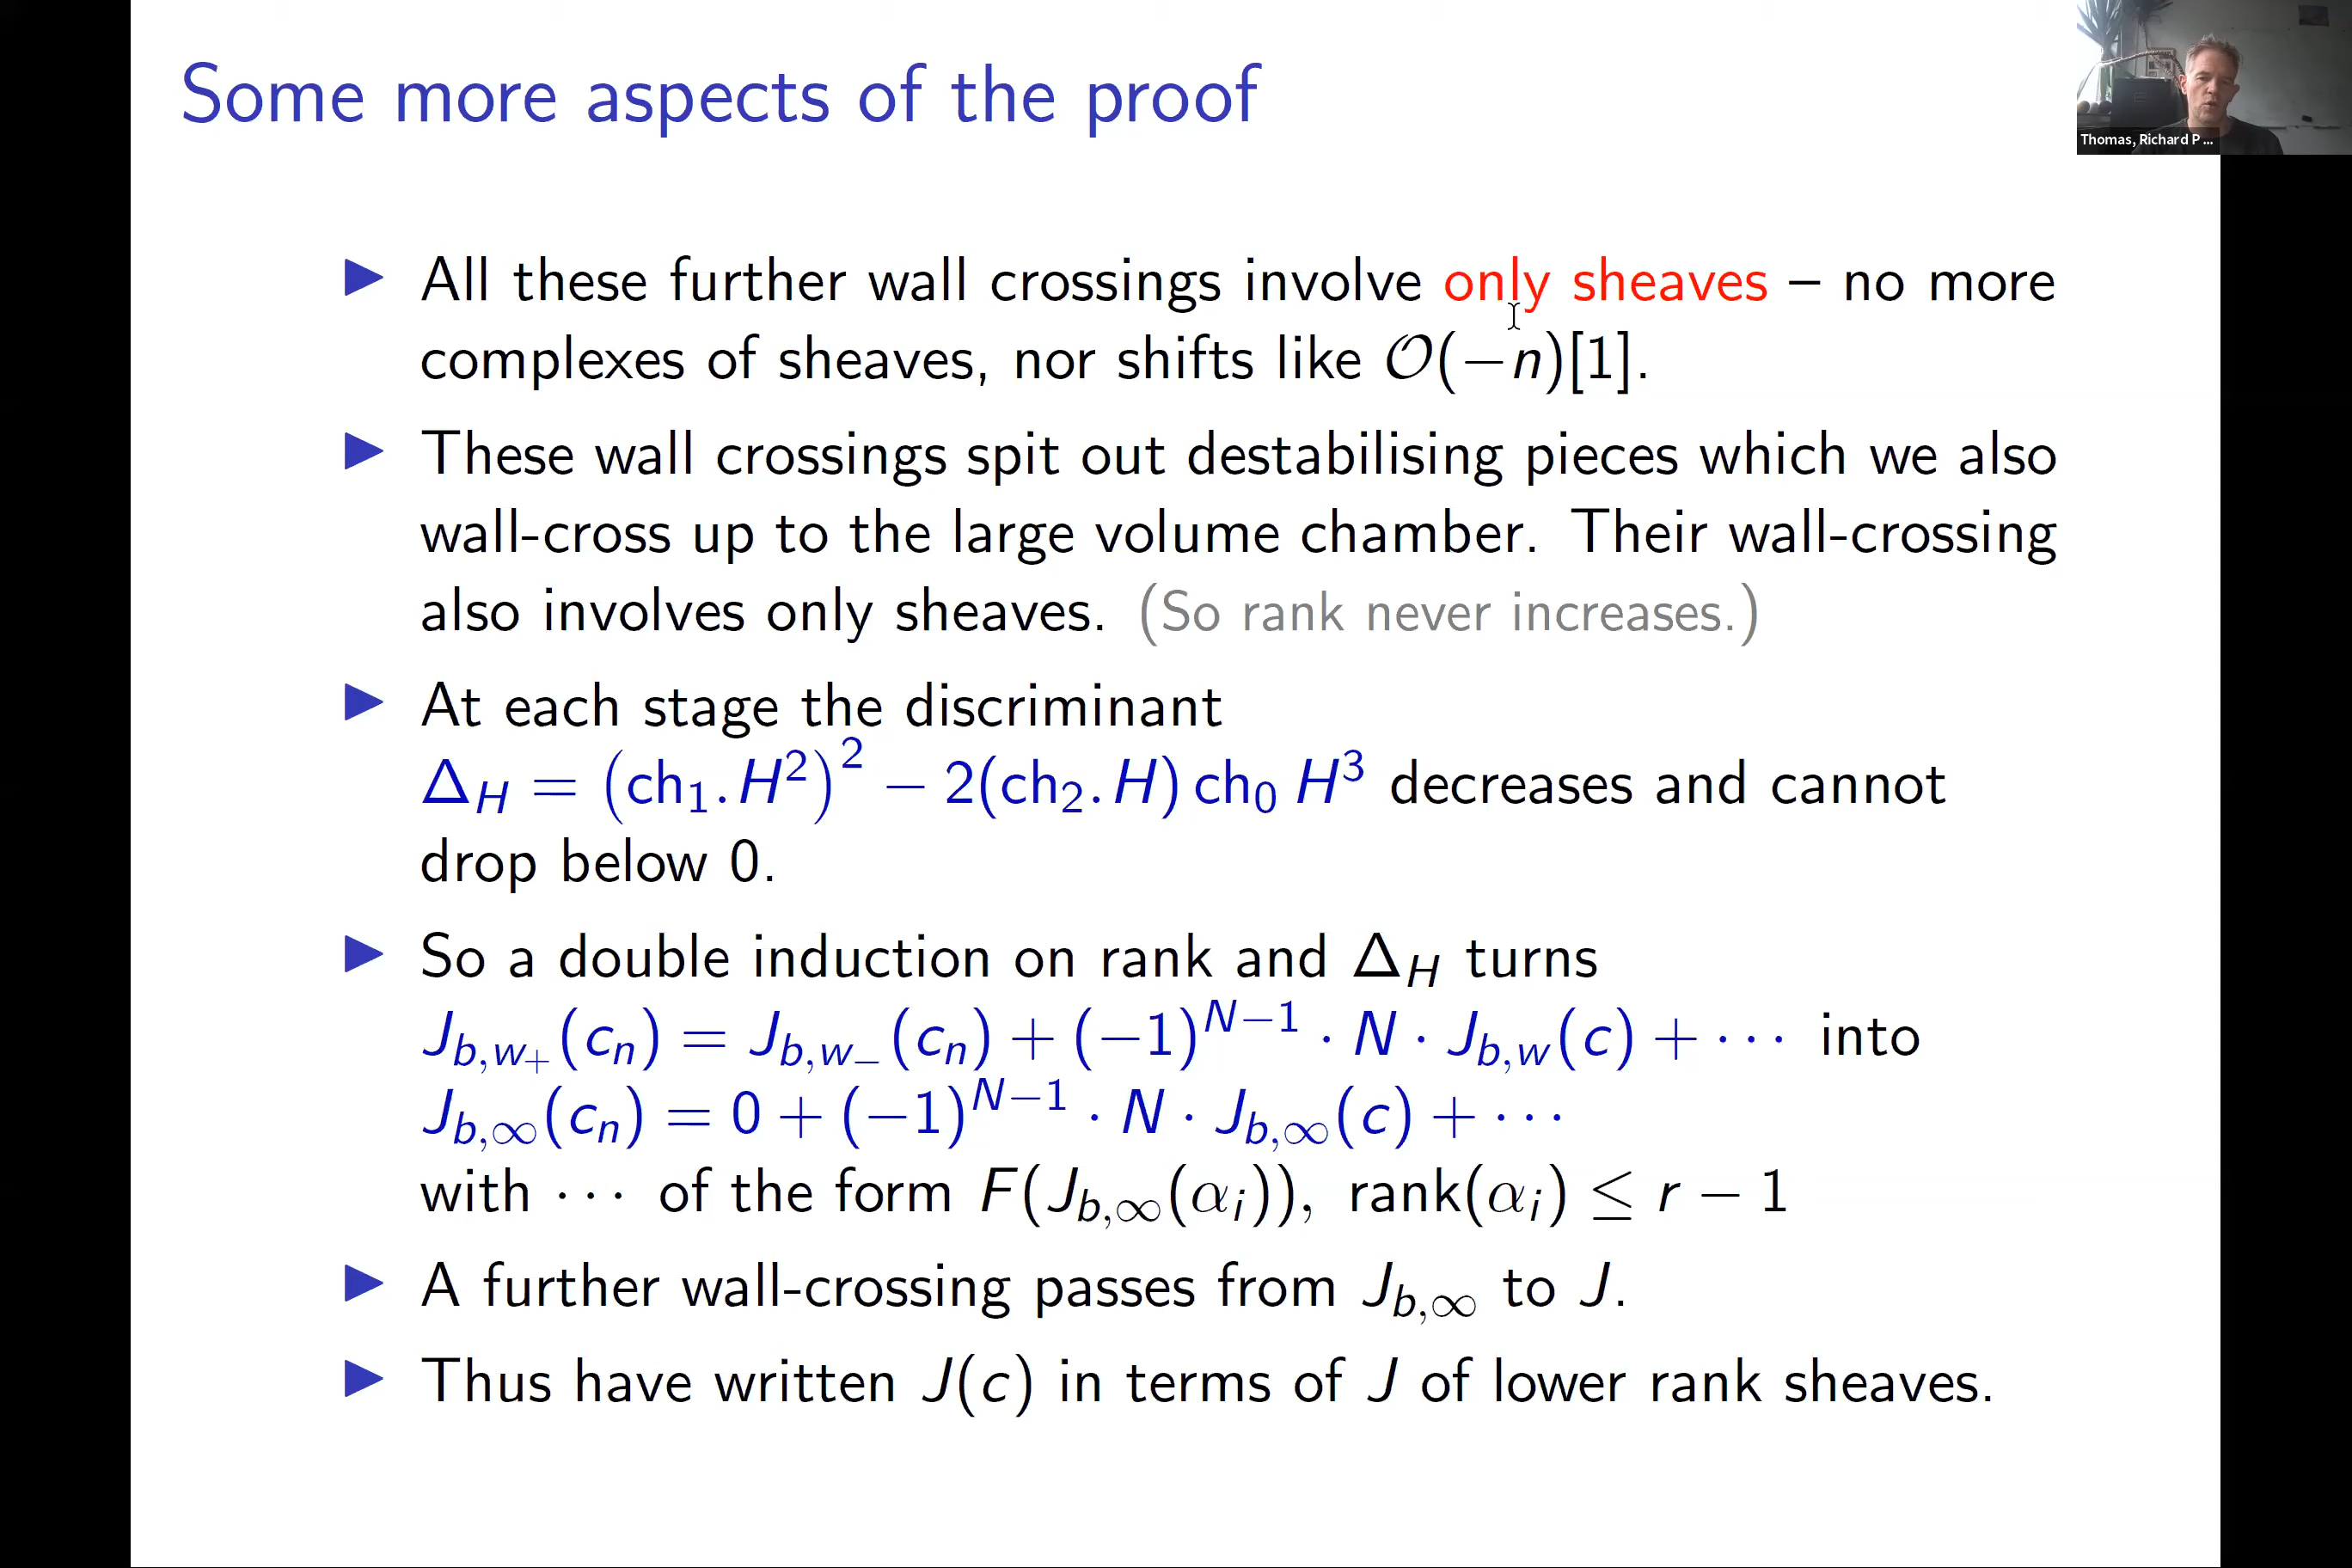 Some more aspects of the proof
Thomas, Richard P ...
▶ All these further wall crossings involve only sheaves – no more
complexes of sheaves, nor shifts like 𝒪(−n)[1].
▶ These wall crossings spit out destabilising pieces which we also
wall-cross up to the large volume chamber. Their wall-crossing
also involves only sheaves. (So rank never increases.)
▶ At each stage the discriminant
Δ_H = (ch₁.H²)² − 2(ch₂.H) ch₀ H³ decreases and cannot
drop below 0.
▶ So a double induction on rank and Δ_H turns
J_{b,w₊}(c_n) = J_{b,w₋}(c_n) + (−1)^{N−1} · N · J_{b,w}(c) + ··· into
J_{b,∞}(c_n) = 0 + (−1)^{N−1} · N · J_{b,∞}(c) + ···
with ··· of the form F(J_{b,∞}(α_i)), rank(α_i) ≤ r − 1
▶ A further wall-crossing passes from J_{b,∞} to J.
▶ Thus have written J(c) in terms of J of lower rank sheaves.